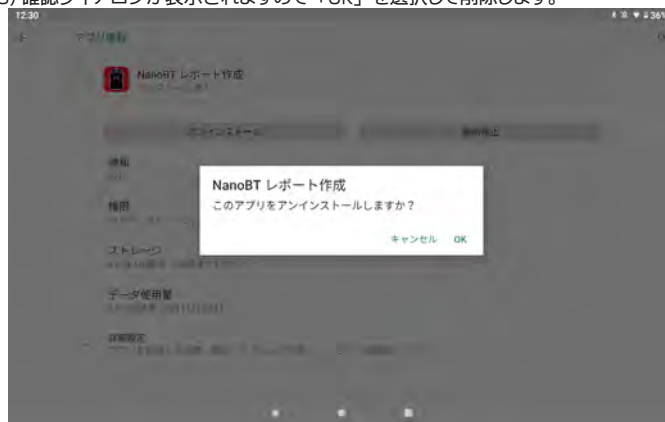 確認ダイアログが表示されますので「OK」を選択して削除します。
12:30
36%
アプリ情報
NanoBT レポート作成
アンインストール
強制停止
通知
権限
NanoBT レポート作成
このアプリをアンインストールしますか？
キャンセル OK
ストレージ
データ使用量
詳細設定